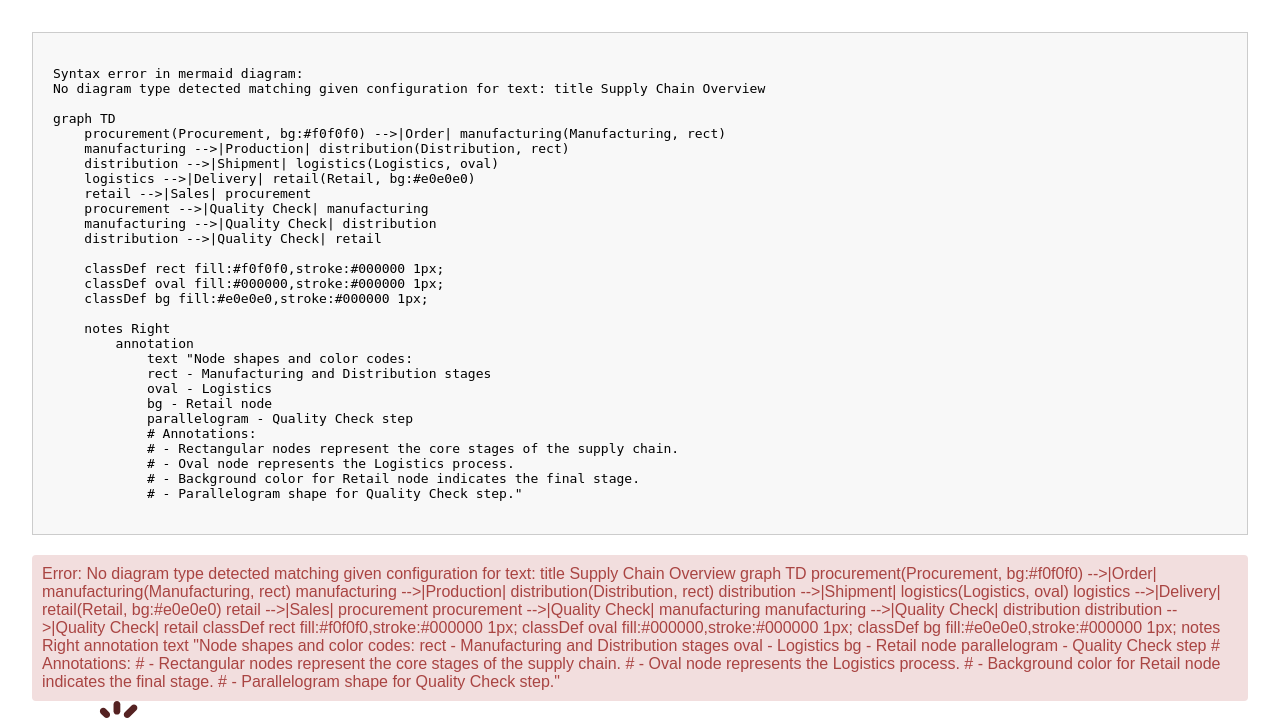 Syntax error in mermaid diagram:
No diagram type detected matching given configuration for text: title Supply Chain Overview
graph TD
procurement(Procurement, bg:#f0f0f0) -->|Order| manufacturing(Manufacturing, rect)
manufacturing -->|Production| distribution(Distribution, rect)
distribution -->|Shipment| logistics(Logistics, oval)
logistics -->|Delivery| retail(Retail, bg:#e0e0e0)
retail -->|Sales| procurement
procurement -->|Quality Check| manufacturing
manufacturing -->|Quality Check| distribution
distribution -->|Quality Check| retail
classDef rect fill:#f0f0f0,stroke:#000000 1px;
classDef oval fill:#000000,stroke:#000000 1px;
classDef bg fill:#e0e0e0,stroke:#000000 1px;
notes Right
annotation
text "Node shapes and color codes:
rect - Manufacturing and Distribution stages
oval - Logistics
bg - Retail node
parallelogram - Quality Check step
# Annotations:
# - Rectangular nodes represent the core stages of the supply chain.
# - Oval node represents the Logistics process.
# - Background color for Retail node indicates the final stage.
# - Parallelogram shape for Quality Check step."
Error: No diagram type detected matching given configuration for text: title Supply Chain Overview graph TD procurement(Procurement, bg:#f0f0f0) -->|Order|
manufacturing(Manufacturing, rect) manufacturing -->|Production| distribution(Distribution, rect) distribution -->|Shipment| logistics(Logistics, oval) logistics -->|Delivery|
retail(Retail, bg:#e0e0e0) retail -->|Sales| procurement procurement -->|Quality Check| manufacturing manufacturing -->|Quality Check| distribution distribution --
>|Quality Check| retail classDef rect fill:#f0f0f0,stroke:#000000 1px; classDef oval fill:#000000,stroke:#000000 1px; classDef bg fill:#e0e0e0,stroke:#000000 1px; notes
Right annotation text "Node shapes and color codes: rect - Manufacturing and Distribution stages oval - Logistics bg - Retail node parallelogram - Quality Check step #
Annotations: # - Rectangular nodes represent the core stages of the supply chain. # - Oval node represents the Logistics process. # - Background color for Retail node
indicates the final stage. # - Parallelogram shape for Quality Check step."